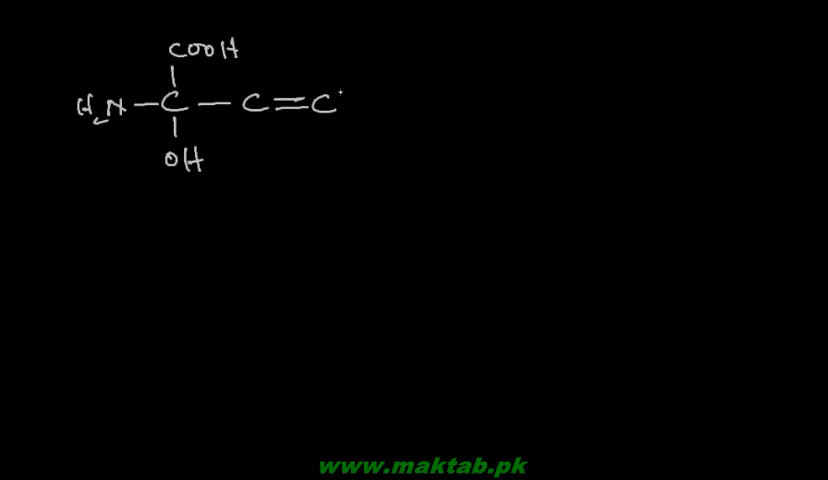 COOH
H₂N — C — C = C
OH
www.maktab.pk